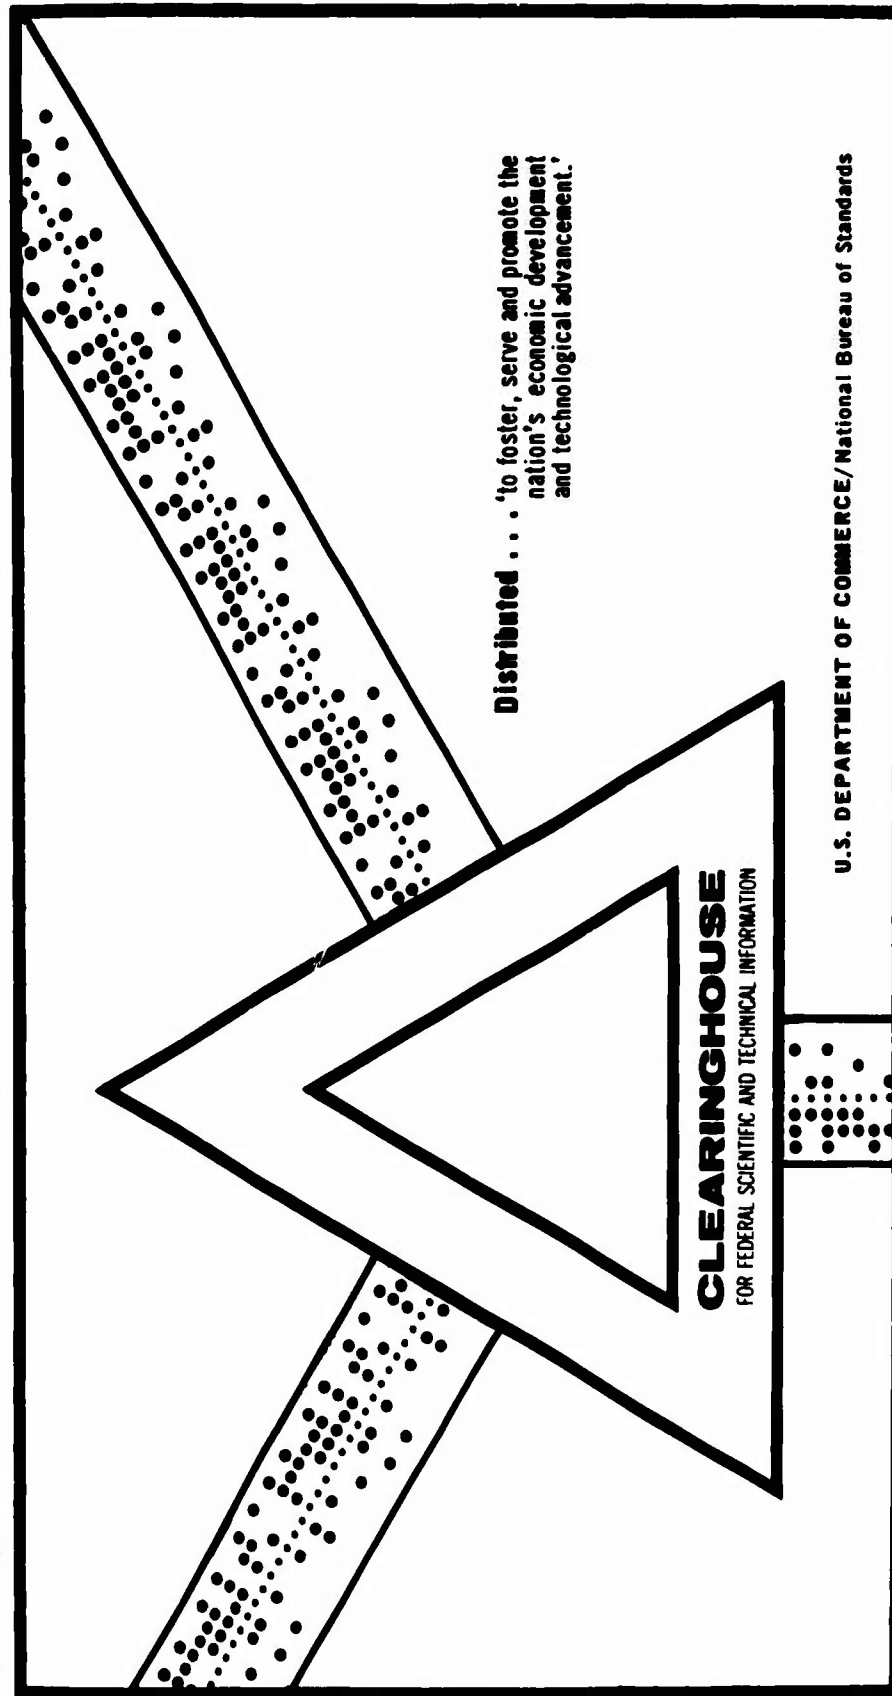 Distributed . . . 'to foster, serve and promote the
nation's economic development
and technological advancement.'
CLEARINGHOUSE
FOR FEDERAL SCIENTIFIC AND TECHNICAL INFORMATION
U.S. DEPARTMENT OF COMMERCE/National Bureau of Standards